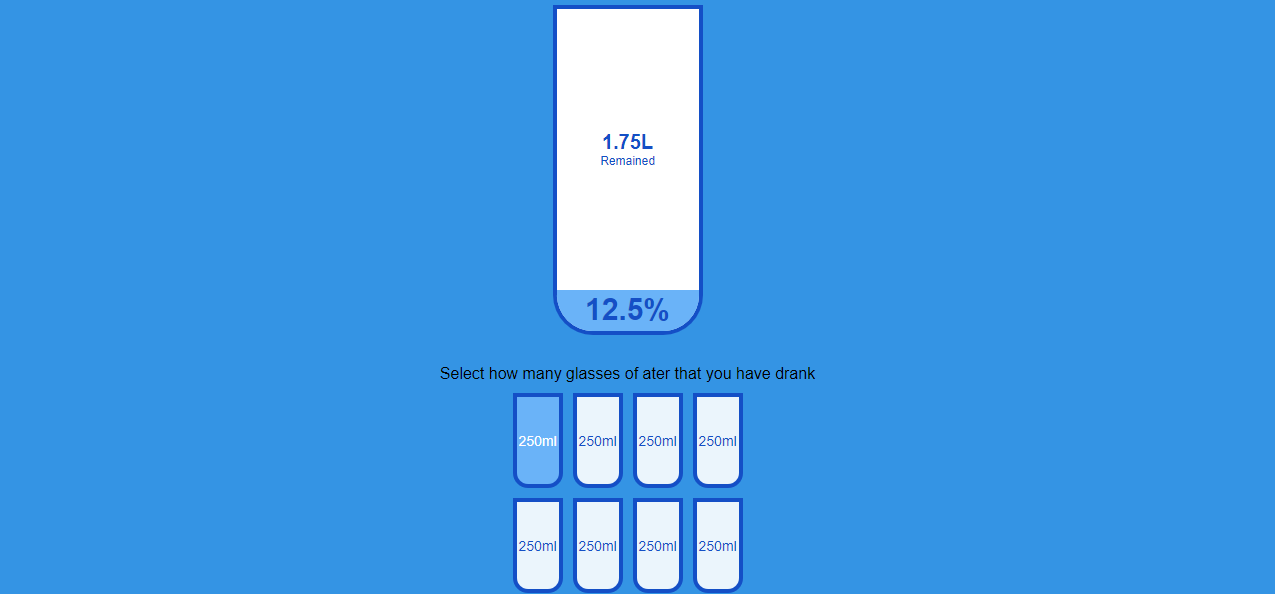 1.75L
Remained
12.5%
Select how many glasses of ater that you have drank
250ml 250ml 250ml 250ml
250ml 250ml 250ml 250ml